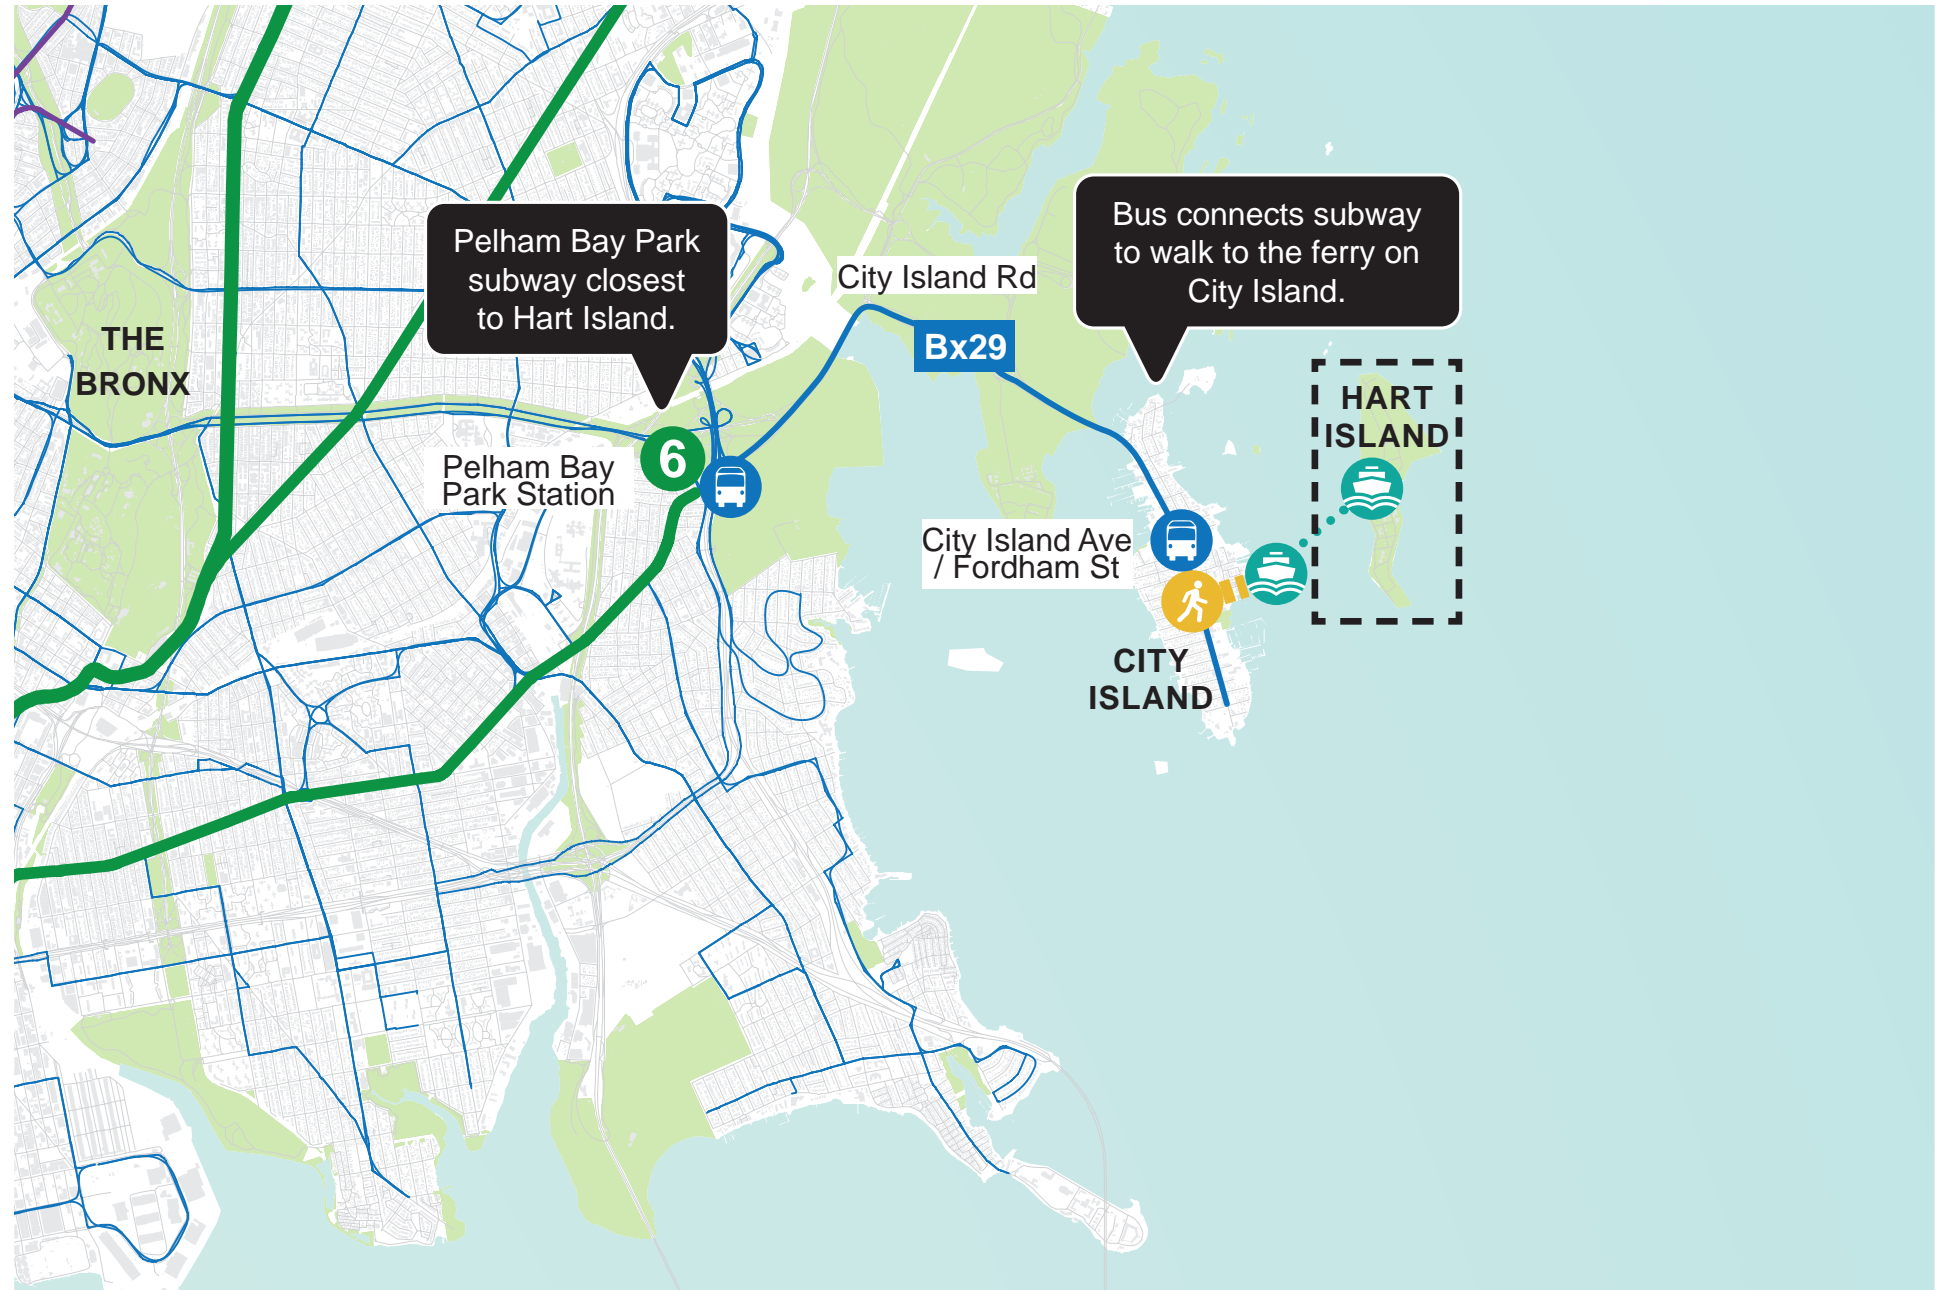 Pelham Bay Park
subway closest
to Hart Island.
Bus connects subway
to walk to the ferry on
City Island.
City Island Rd
Bx29
THE
BRONX
HART
ISLAND
6
Pelham Bay
Park Station
City Island Ave
/ Fordham St
CITY
ISLAND